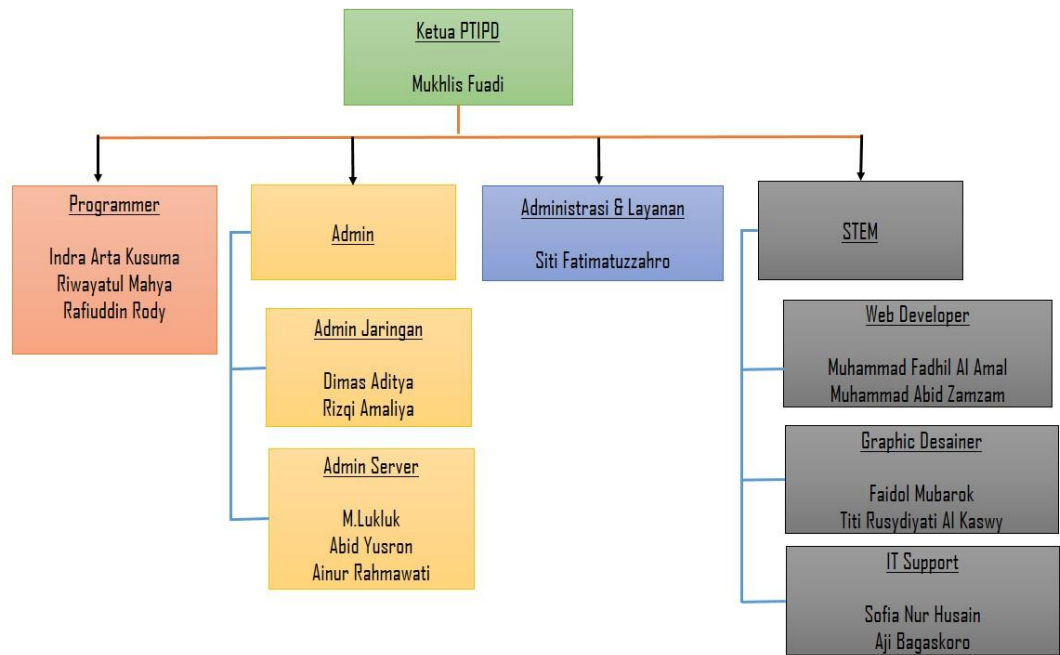 Ketua PTIPD
Mukhlis Fuadi
Programmer
Indra Arta Kusuma
Riwayatul Mahya
Rafiuddin Rody
Admin
Admin Jaringan
Dimas Aditya
Rizqi Amaliya
Admin Server
M.Lukluk
Abid Yusron
Ainur Rahmawati
Administrasi & Layanan
Siti Fatimatuzzahro
STEM
Web Developer
Muhammad Fadhil Al Amal
Muhammad Abid Zamzam
Graphic Desainer
Faidol Mubarok
Titi Rusydiyati Al Kaswy
IT Support
Sofia Nur Husain
Aji Bagaskoro